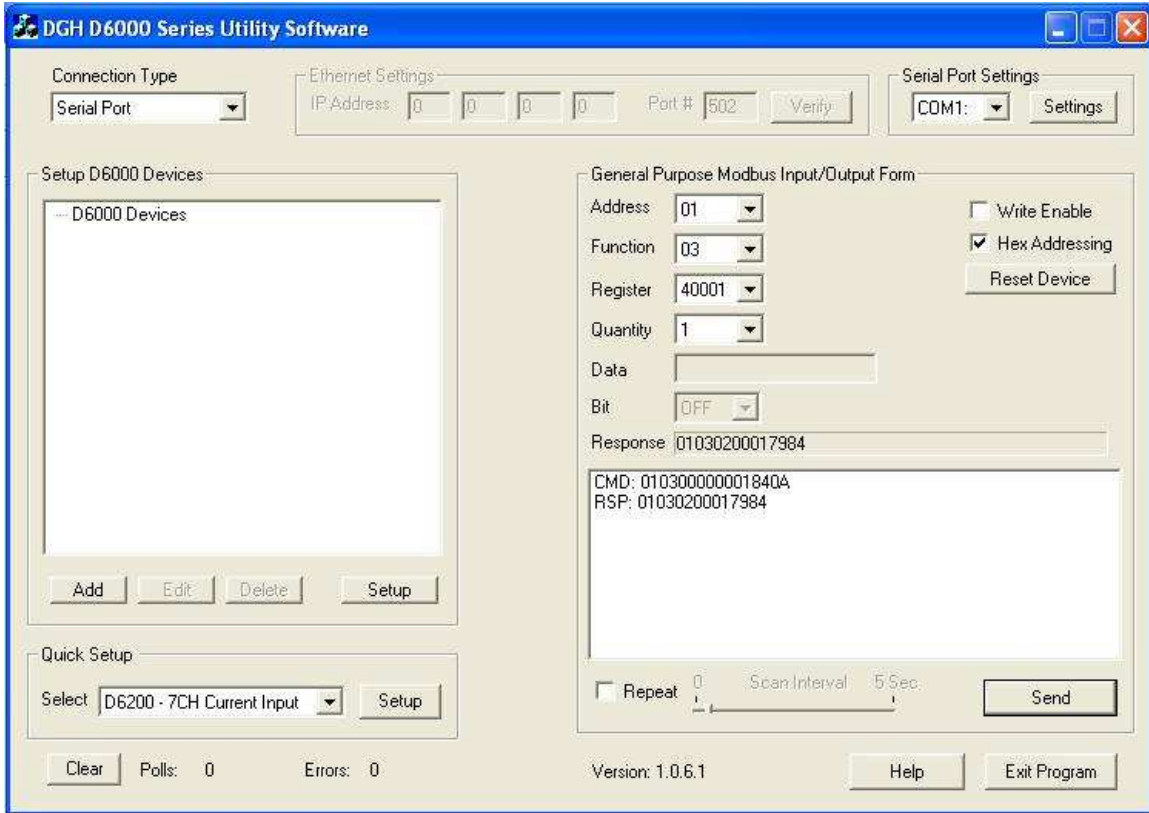 DGH D6000 Series Utility Software
Connection Type
Serial Port
Ethernet Settings
IP Address 0 0 0 0 Port # 502 Verify
Serial Port Settings
COM1: Settings
Setup D6000 Devices
D6000 Devices
Add Edit Delete Setup
Quick Setup
Select D6200 - 7CH Current Input Setup
Clear Polls: 0 Errors: 0
General Purpose Modbus Input/Output Form
Address 01
Write Enable
Function 03
Hex Addressing
Reset Device
Register 40001
Quantity 1
Data
Bit OFF
Response 01030200017984
CMD: 010300000001840A
RSP: 01030200017984
Repeat 0 Scan Interval 5 Sec.
Send
Version: 1.0.6.1 Help Exit Program